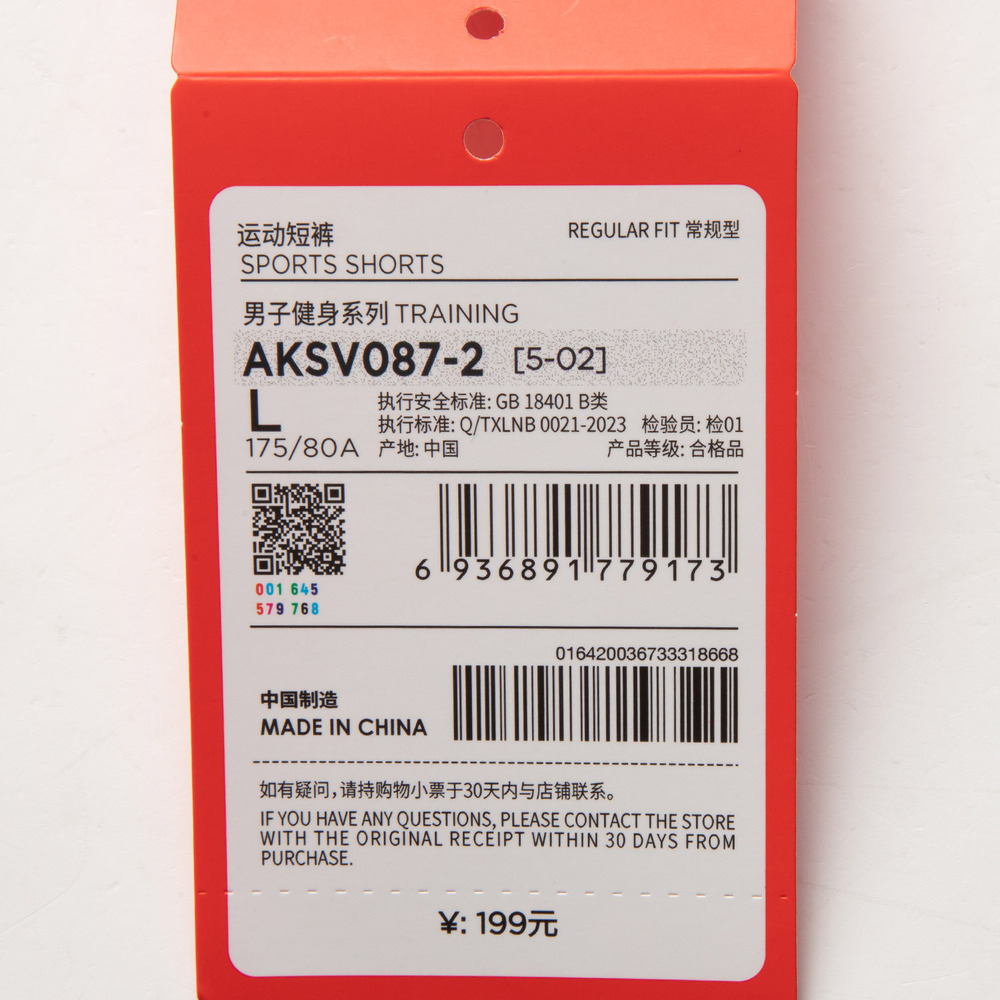 运动短裤
REGULAR FIT 常规型
SPORTS SHORTS
男子健身系列 TRAINING
AKSV087-2 [5-02]
L
175/80A
执行安全标准: GB 18401 B类
执行标准: Q/TXLNB 0021-2023 检验员: 检01
产地: 中国 产品等级: 合格品
001 645
579 768
6 936891 779173
016420036733318668
中国制造
MADE IN CHINA
如有疑问,请持购物小票于30天内与店铺联系。
IF YOU HAVE ANY QUESTIONS, PLEASE CONTACT THE STORE
WITH THE ORIGINAL RECEIPT WITHIN 30 DAYS FROM
PURCHASE.
¥: 199元